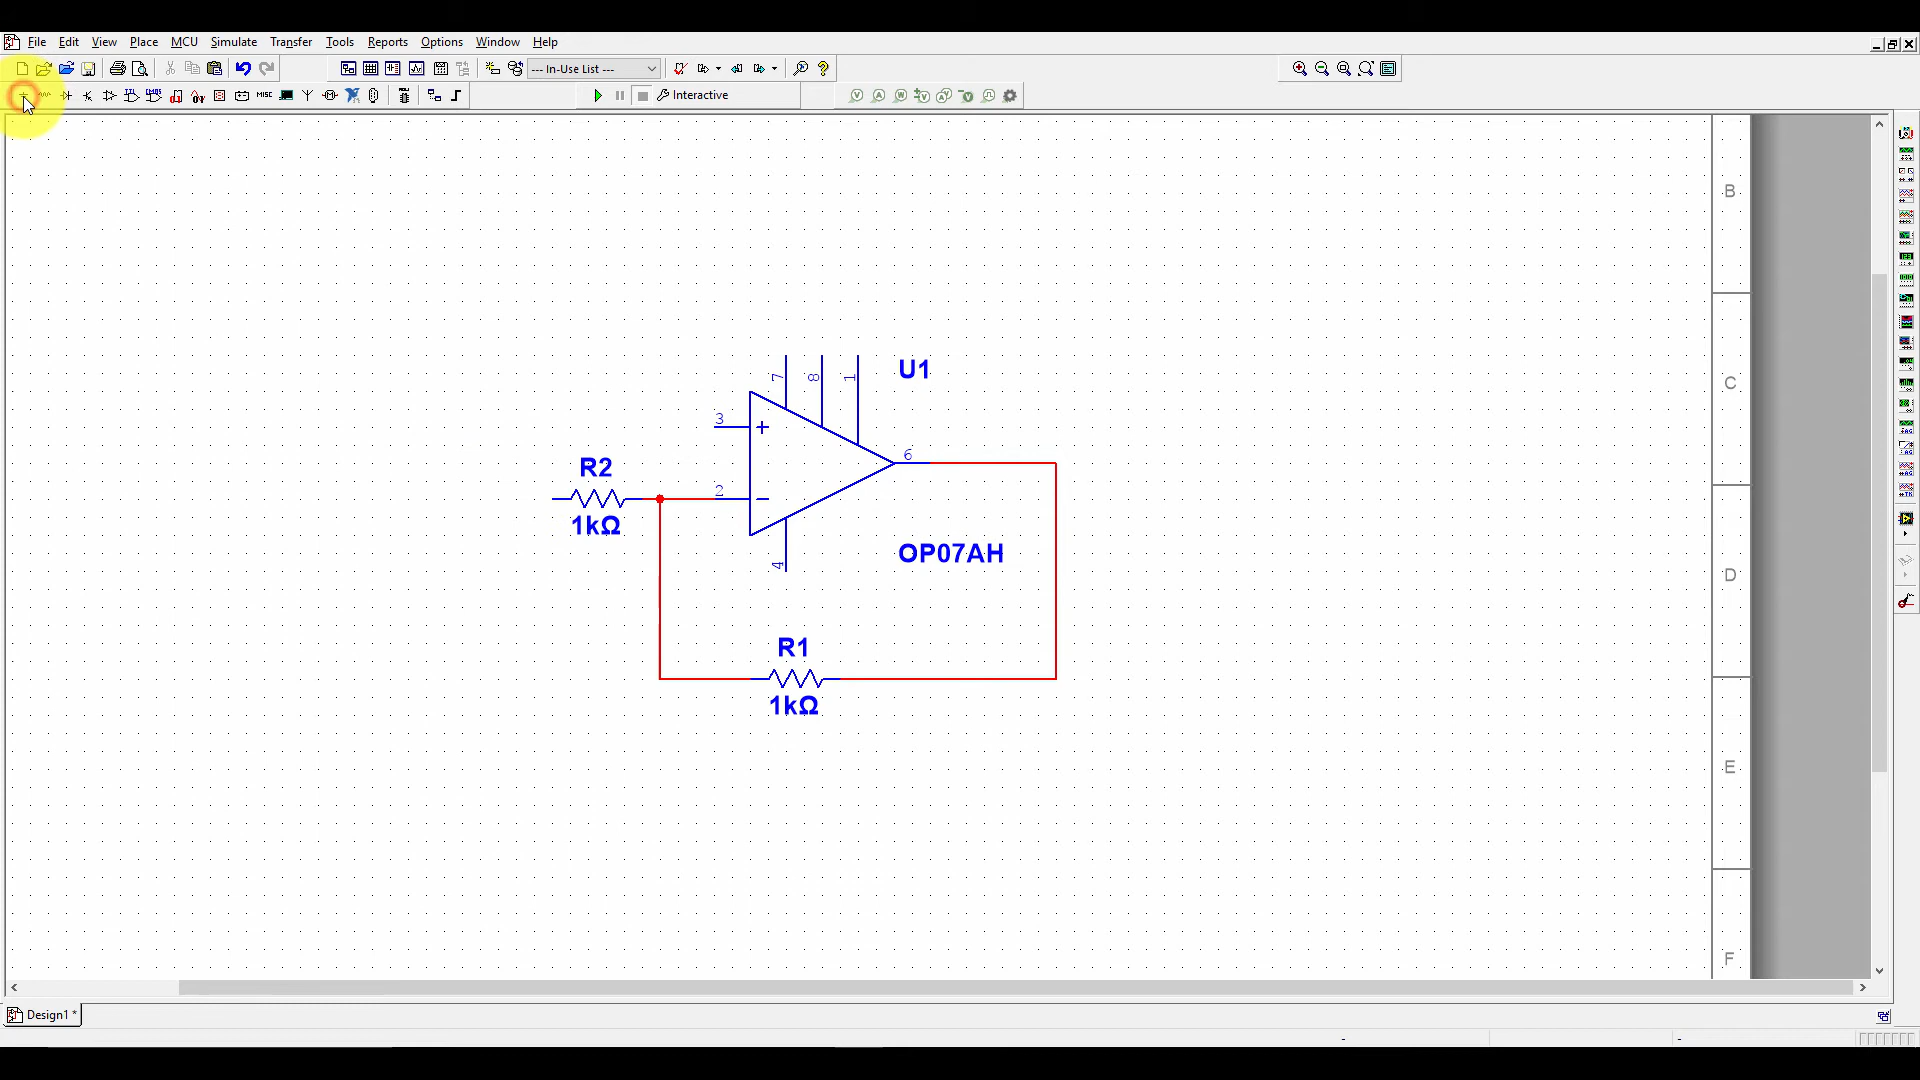 File Edit View Place MCU Simulate Transfer Tools Reports Options Window Help
--- In-Use List ---
MISC Interactive
B
U1
7 8 1
C
3
6
R2
2
1kΩ
OP07AH
4
D
R1
1kΩ
E
F
Design1 *
- -